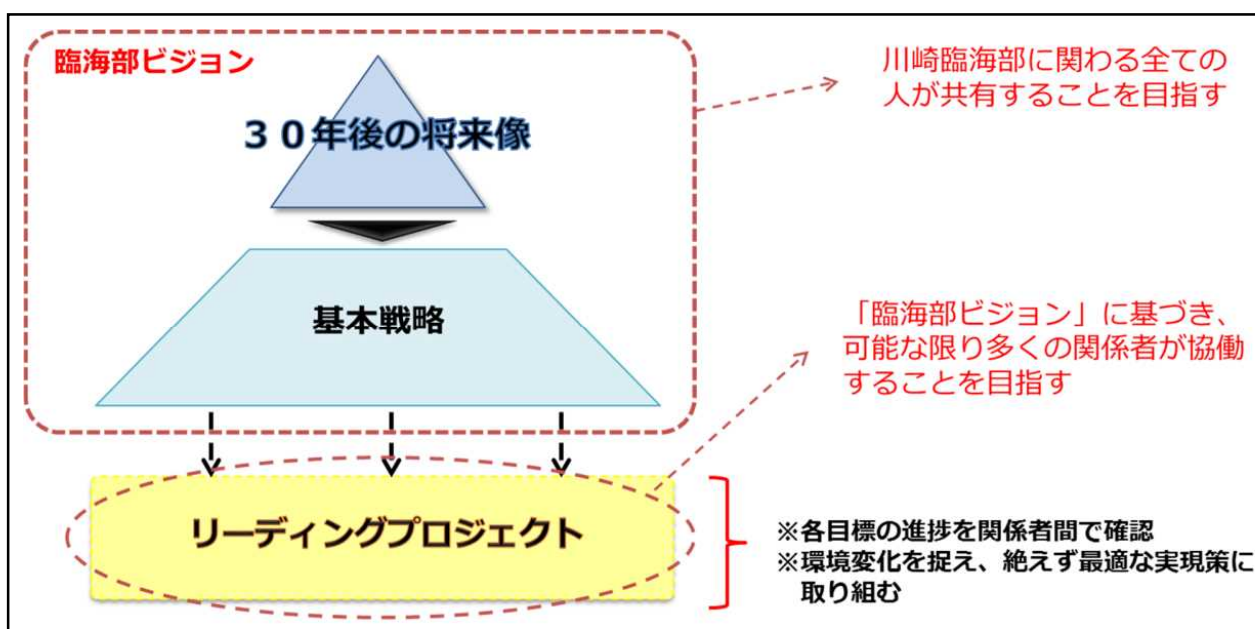 臨海部ビジョン
30年後の将来像
基本戦略
リーディングプロジェクト
川崎臨海部に関わる全ての
人が共有することを目指す
「臨海部ビジョン」に基づき、
可能な限り多くの関係者が協働
することを目指す
※各目標の進捗を関係者間で確認
※環境変化を捉え、絶えず最適な実現策に
取り組む